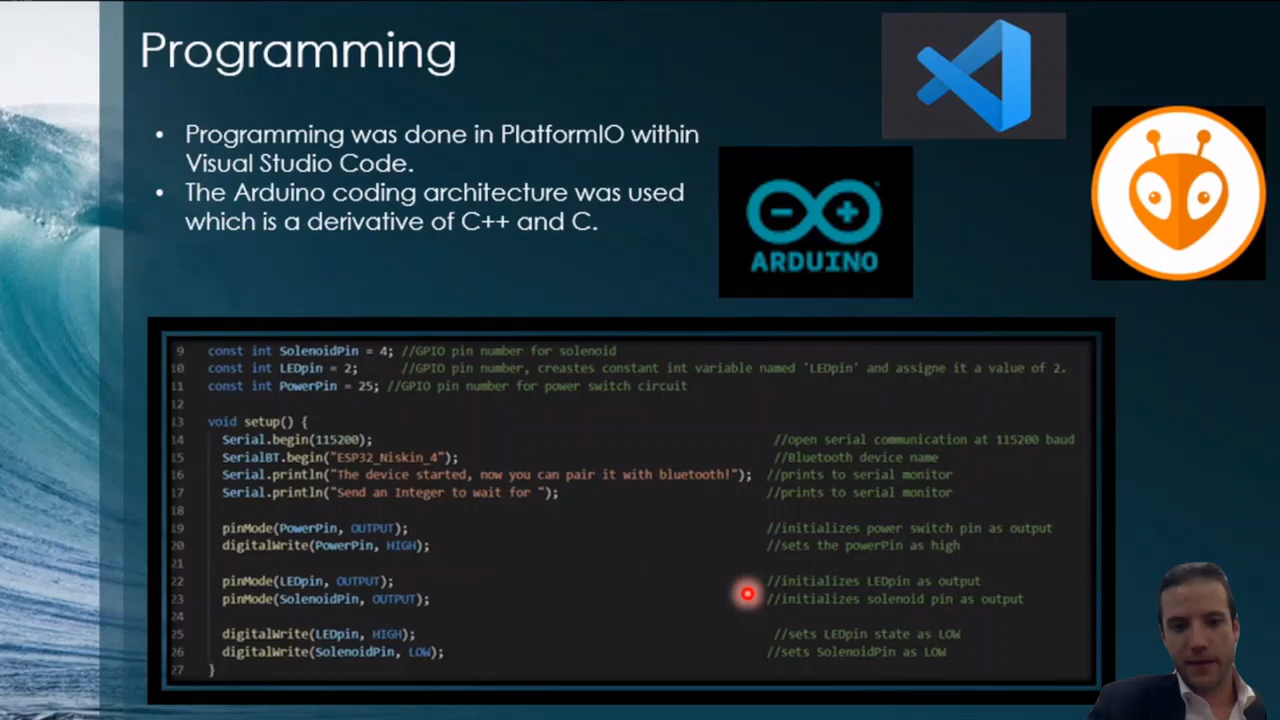 Programming
• Programming was done in PlatformIO within
Visual Studio Code.
• The Arduino coding architecture was used
which is a derivative of C++ and C.
ARDUINO
9 const int SolenoidPin = 4; //GPIO pin number for solenoid
10 const int LEDpin = 2; //GPIO pin number, creastes constant int variable named 'LEDpin' and assigne it a value of 2.
11 const int PowerPin = 25; //GPIO pin number for power switch circuit
12
13 void setup() {
14 Serial.begin(115200); //open serial communication at 115200 baud
15 SerialBT.begin("ESP32_Niskin_4"); //Bluetooth device name
16 Serial.println("The device started, now you can pair it with bluetooth!"); //prints to serial monitor
17 Serial.println("Send an Integer to wait for "); //prints to serial monitor
18
19 pinMode(PowerPin, OUTPUT); //initializes power switch pin as output
20 digitalWrite(PowerPin, HIGH); //sets the powerPin as high
21
22 pinMode(LEDpin, OUTPUT); //initializes LEDpin as output
23 pinMode(SolenoidPin, OUTPUT); //initializes solenoid pin as output
24
25 digitalWrite(LEDpin, HIGH); //sets LEDpin state as LOW
26 digitalWrite(SolenoidPin, LOW); //sets SolenoidPin as LOW
27 }